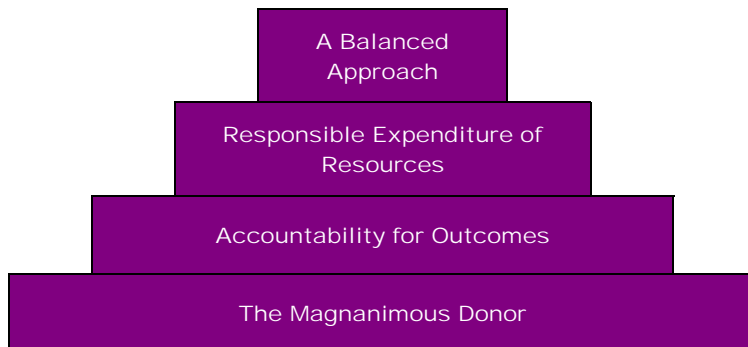 A Balanced
Approach
Responsible Expenditure of
Resources
Accountability for Outcomes
The Magnanimous Donor